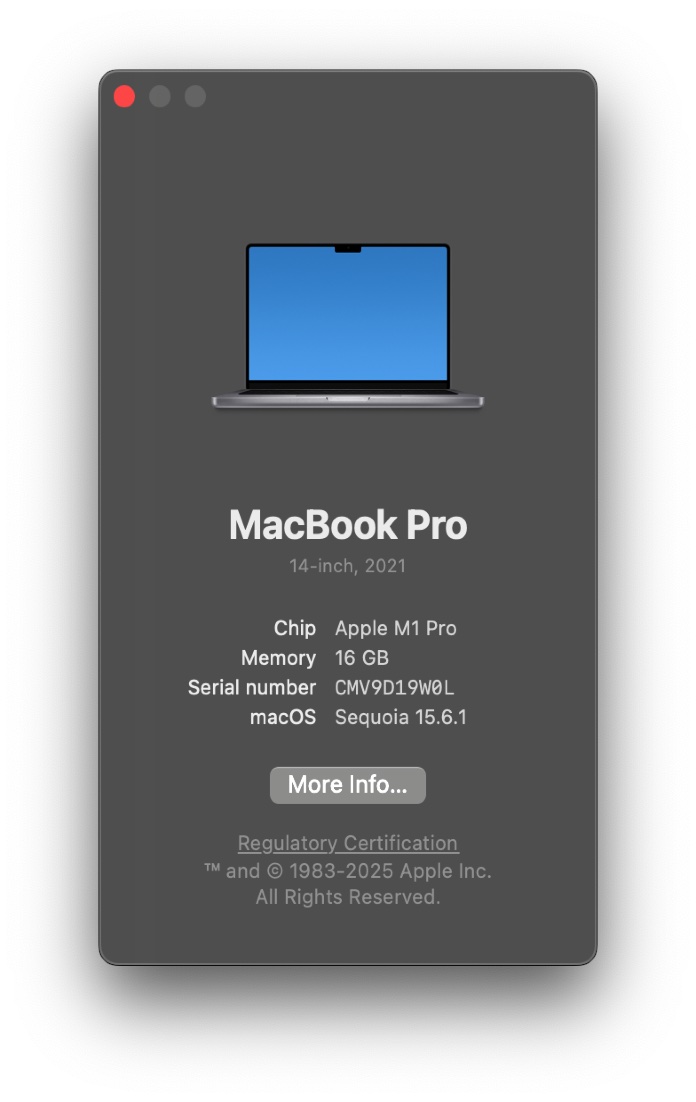 MacBook Pro
14-inch, 2021
Chip Apple M1 Pro
Memory 16 GB
Serial number CMV9D19W0L
macOS Sequoia 15.6.1
More Info...
Regulatory Certification
™ and © 1983-2025 Apple Inc.
All Rights Reserved.